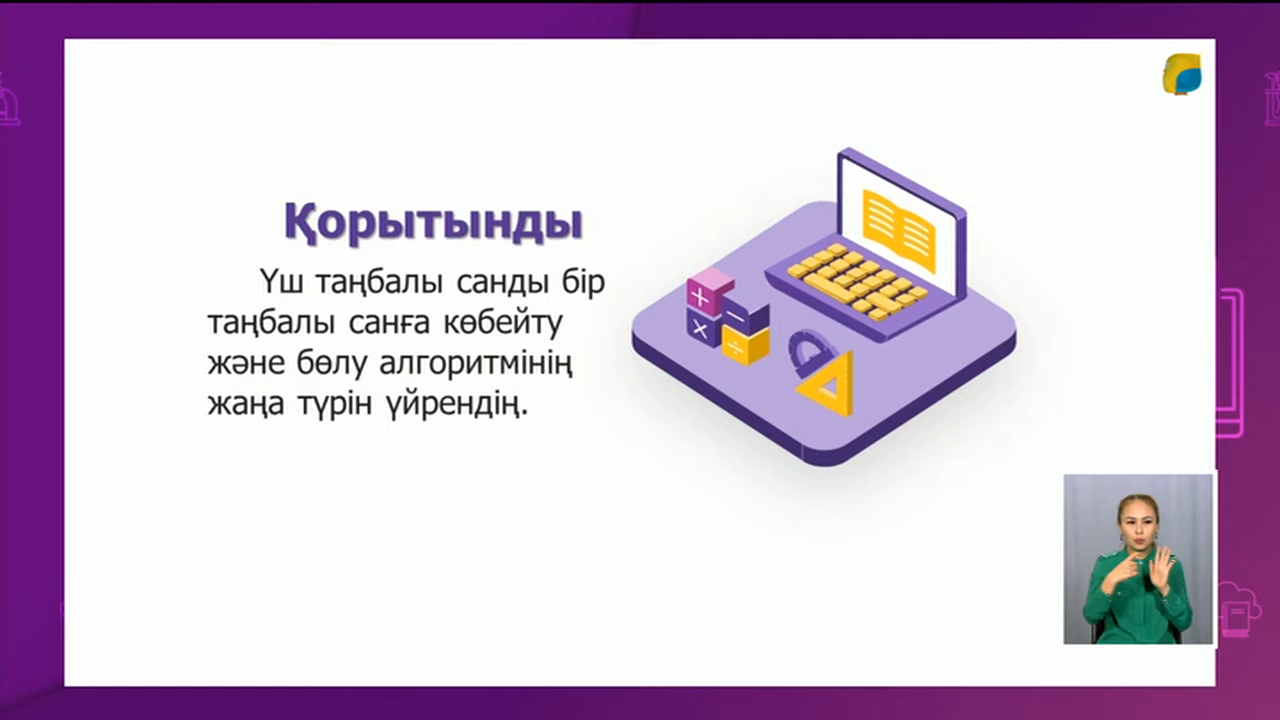 Қорытынды
Үш таңбалы санды бір
таңбалы санға көбейту
және бөлу алгоритмінің
жаңа түрін үйрендің.